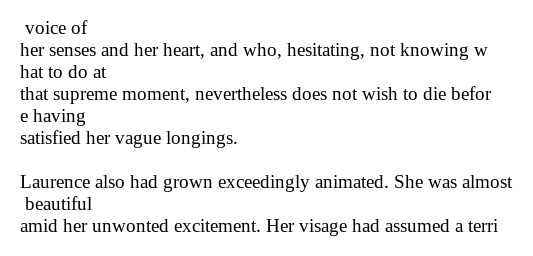 voice of
her senses and her heart, and who, hesitating, not knowing w
hat to do at
that supreme moment, nevertheless does not wish to die befor
e having
satisfied her vague longings.

Laurence also had grown exceedingly animated. She was almost
beautiful
amid her unwonted excitement. Her visage had assumed a terri